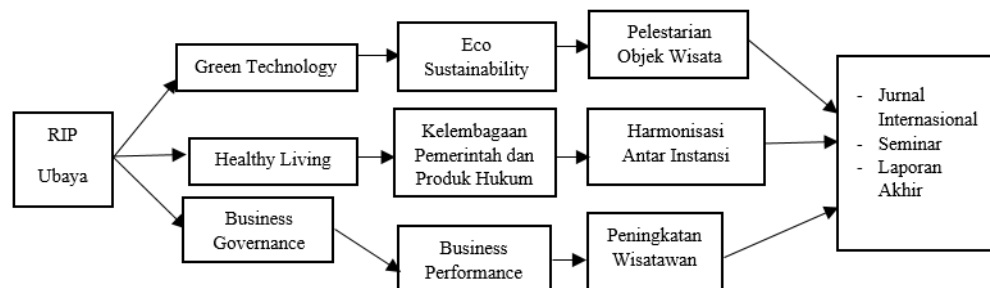 RIP
Ubaya
Green Technology
Eco
Sustainability
Pelestarian
Objek Wisata
Healthy Living
Kelembagaan
Pemerintah dan
Produk Hukum
Harmonisasi
Antar Instansi
Business
Governance
Business
Performance
Peningkatan
Wisatawan
- Jurnal
Internasional
- Seminar
- Laporan
Akhir